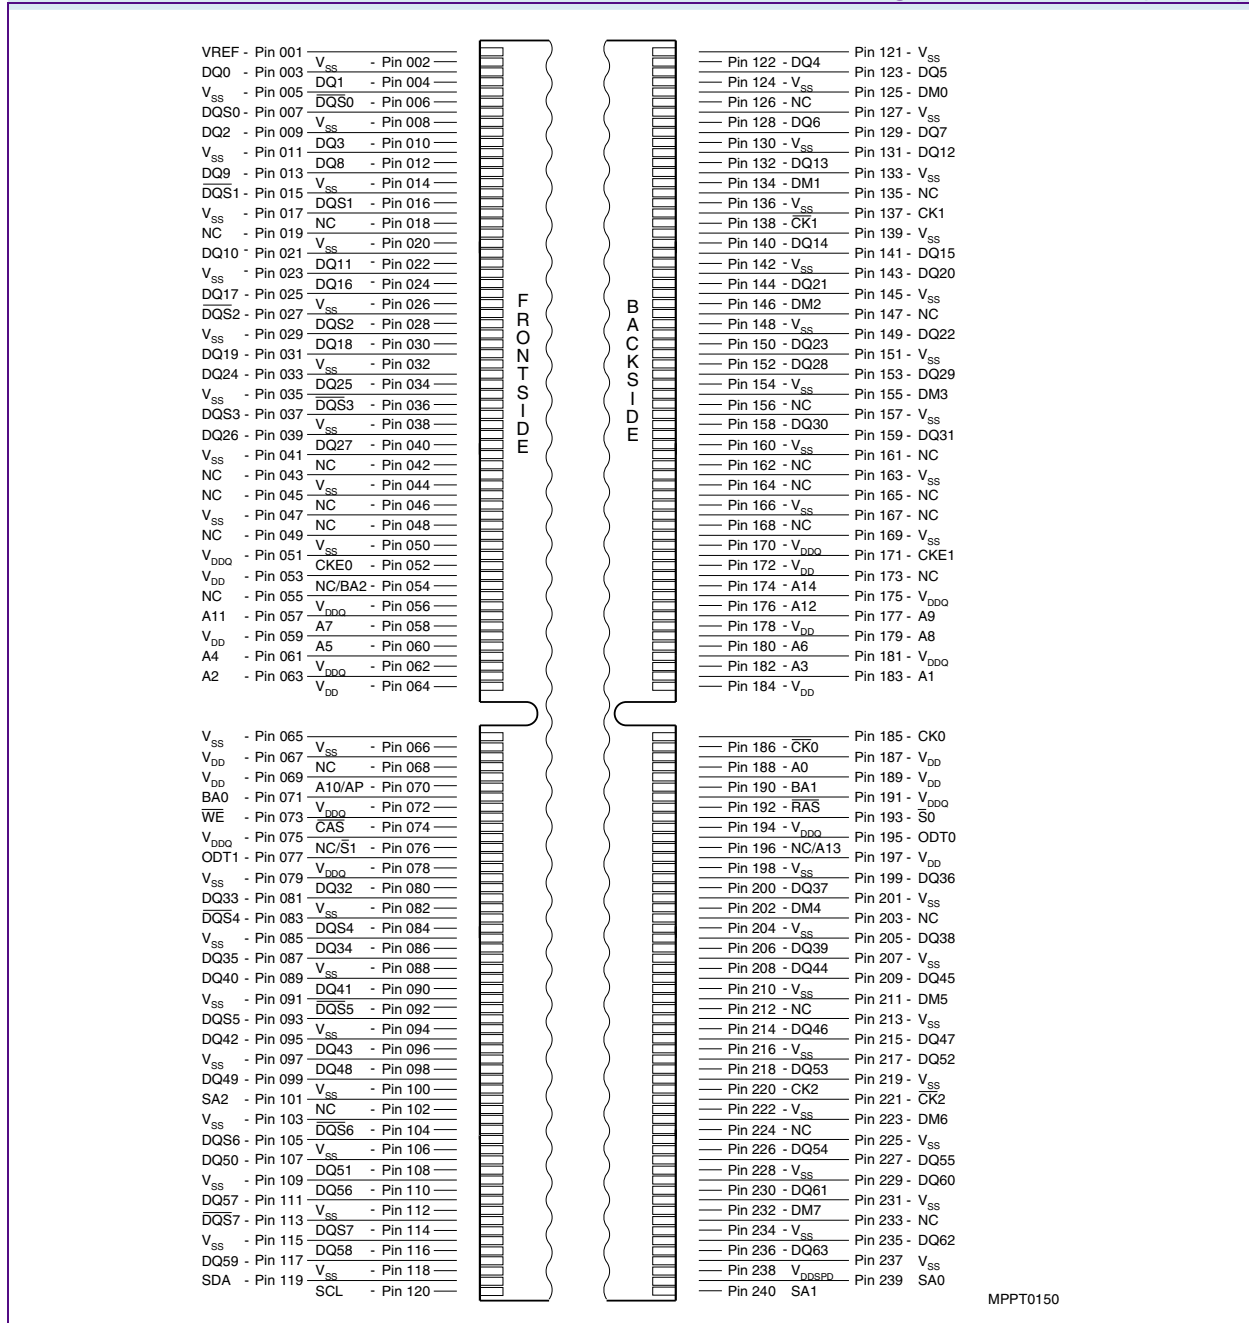 VREF - Pin 001
V_SS - Pin 002
DQ0 - Pin 003
DQ1 - Pin 004
V_SS - Pin 005
D̅Q̅S̅0 - Pin 006
DQS0 - Pin 007
V_SS - Pin 008
DQ2 - Pin 009
DQ3 - Pin 010
V_SS - Pin 011
DQ8 - Pin 012
DQ9 - Pin 013
V_SS - Pin 014
D̅Q̅S̅1 - Pin 015
DQS1 - Pin 016
V_SS - Pin 017
NC - Pin 018
NC - Pin 019
V_SS - Pin 020
DQ10 - Pin 021
DQ11 - Pin 022
V_SS - Pin 023
DQ16 - Pin 024
DQ17 - Pin 025
V_SS - Pin 026
D̅Q̅S̅2 - Pin 027
DQS2 - Pin 028
V_SS - Pin 029
DQ18 - Pin 030
DQ19 - Pin 031
V_SS - Pin 032
DQ24 - Pin 033
DQ25 - Pin 034
V_SS - Pin 035
D̅Q̅S̅3 - Pin 036
DQS3 - Pin 037
V_SS - Pin 038
DQ26 - Pin 039
DQ27 - Pin 040
V_SS - Pin 041
NC - Pin 042
NC - Pin 043
V_SS - Pin 044
NC - Pin 045
NC - Pin 046
V_SS - Pin 047
NC - Pin 048
NC - Pin 049
V_SS - Pin 050
V_DDQ - Pin 051
CKE0 - Pin 052
V_DD - Pin 053
NC/BA2 - Pin 054
NC - Pin 055
V_DDQ - Pin 056
A11 - Pin 057
A7 - Pin 058
V_DD - Pin 059
A5 - Pin 060
A4 - Pin 061
V_DDQ - Pin 062
A2 - Pin 063
V_DD - Pin 064
V_SS - Pin 065
V_SS - Pin 066
V_DD - Pin 067
NC - Pin 068
V_DD - Pin 069
A10/AP - Pin 070
BA0 - Pin 071
V_DDQ - Pin 072
W̅E̅ - Pin 073
C̅A̅S̅ - Pin 074
V_DDQ - Pin 075
NC/S̅1 - Pin 076
ODT1 - Pin 077
V_DDQ - Pin 078
V_SS - Pin 079
DQ32 - Pin 080
DQ33 - Pin 081
V_SS - Pin 082
D̅Q̅S̅4 - Pin 083
DQS4 - Pin 084
V_SS - Pin 085
DQ34 - Pin 086
DQ35 - Pin 087
V_SS - Pin 088
DQ40 - Pin 089
DQ41 - Pin 090
V_SS - Pin 091
D̅Q̅S̅5 - Pin 092
DQS5 - Pin 093
V_SS - Pin 094
DQ42 - Pin 095
DQ43 - Pin 096
V_SS - Pin 097
DQ48 - Pin 098
DQ49 - Pin 099
V_SS - Pin 100
SA2 - Pin 101
NC - Pin 102
V_SS - Pin 103
D̅Q̅S̅6 - Pin 104
DQS6 - Pin 105
V_SS - Pin 106
DQ50 - Pin 107
DQ51 - Pin 108
V_SS - Pin 109
DQ56 - Pin 110
DQ57 - Pin 111
V_SS - Pin 112
D̅Q̅S̅7 - Pin 113
DQS7 - Pin 114
V_SS - Pin 115
DQ58 - Pin 116
DQ59 - Pin 117
V_SS - Pin 118
SDA - Pin 119
SCL - Pin 120
FRONTSIDE
BACKSIDE
Pin 121 - V_SS
Pin 122 - DQ4
Pin 123 - DQ5
Pin 124 - V_SS
Pin 125 - DM0
Pin 126 - NC
Pin 127 - V_SS
Pin 128 - DQ6
Pin 129 - DQ7
Pin 130 - V_SS
Pin 131 - DQ12
Pin 132 - DQ13
Pin 133 - V_SS
Pin 134 - DM1
Pin 135 - NC
Pin 136 - V_SS
Pin 137 - CK1
Pin 138 - C̅K̅1
Pin 139 - V_SS
Pin 140 - DQ14
Pin 141 - DQ15
Pin 142 - V_SS
Pin 143 - DQ20
Pin 144 - DQ21
Pin 145 - V_SS
Pin 146 - DM2
Pin 147 - NC
Pin 148 - V_SS
Pin 149 - DQ22
Pin 150 - DQ23
Pin 151 - V_SS
Pin 152 - DQ28
Pin 153 - DQ29
Pin 154 - V_SS
Pin 155 - DM3
Pin 156 - NC
Pin 157 - V_SS
Pin 158 - DQ30
Pin 159 - DQ31
Pin 160 - V_SS
Pin 161 - NC
Pin 162 - NC
Pin 163 - V_SS
Pin 164 - NC
Pin 165 - NC
Pin 166 - V_SS
Pin 167 - NC
Pin 168 - NC
Pin 169 - V_SS
Pin 170 - V_DDQ
Pin 171 - CKE1
Pin 172 - V_DD
Pin 173 - NC
Pin 174 - A14
Pin 175 - V_DDQ
Pin 176 - A12
Pin 177 - A9
Pin 178 - V_DD
Pin 179 - A8
Pin 180 - A6
Pin 181 - V_DDQ
Pin 182 - A3
Pin 183 - A1
Pin 184 - V_DD
Pin 185 - CK0
Pin 186 - C̅K̅0
Pin 187 - V_DD
Pin 188 - A0
Pin 189 - V_DD
Pin 190 - BA1
Pin 191 - V_DDQ
Pin 192 - R̅A̅S̅
Pin 193 - S̅0
Pin 194 - V_DDQ
Pin 195 - ODT0
Pin 196 - NC/A13
Pin 197 - V_DD
Pin 198 - V_SS
Pin 199 - DQ36
Pin 200 - DQ37
Pin 201 - V_SS
Pin 202 - DM4
Pin 203 - NC
Pin 204 - V_SS
Pin 205 - DQ38
Pin 206 - DQ39
Pin 207 - V_SS
Pin 208 - DQ44
Pin 209 - DQ45
Pin 210 - V_SS
Pin 211 - DM5
Pin 212 - NC
Pin 213 - V_SS
Pin 214 - DQ46
Pin 215 - DQ47
Pin 216 - V_SS
Pin 217 - DQ52
Pin 218 - DQ53
Pin 219 - V_SS
Pin 220 - CK2
Pin 221 - C̅K̅2
Pin 222 - V_SS
Pin 223 - DM6
Pin 224 - NC
Pin 225 - V_SS
Pin 226 - DQ54
Pin 227 - DQ55
Pin 228 - V_SS
Pin 229 - DQ60
Pin 230 - DQ61
Pin 231 - V_SS
Pin 232 - DM7
Pin 233 - NC
Pin 234 - V_SS
Pin 235 - DQ62
Pin 236 - DQ63
Pin 237 V_SS
Pin 238 V_DDSPD
Pin 239 SA0
Pin 240 SA1
MPPT0150